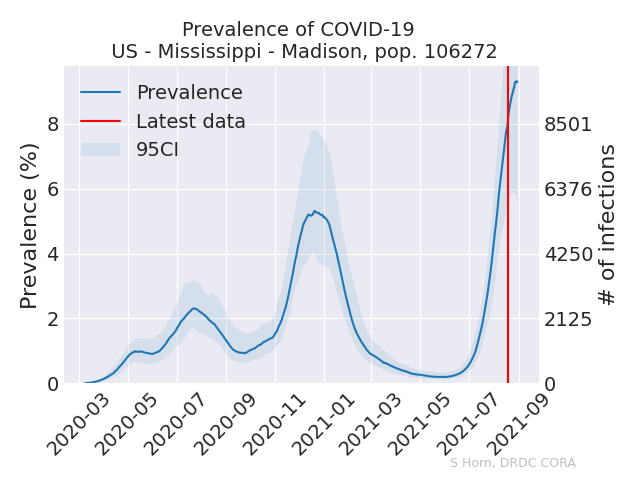 Prevalence of COVID-19
US - Mississippi - Madison, pop. 106272
Prevalence
Latest data
95CI
Prevalence (%)
8
6
4
2
0
8501
6376
4250
2125
0
# of infections
2020-03
2020-05
2020-07
2020-09
2020-11
2021-01
2021-03
2021-05
2021-07
2021-09
S Horn, DRDC CORA